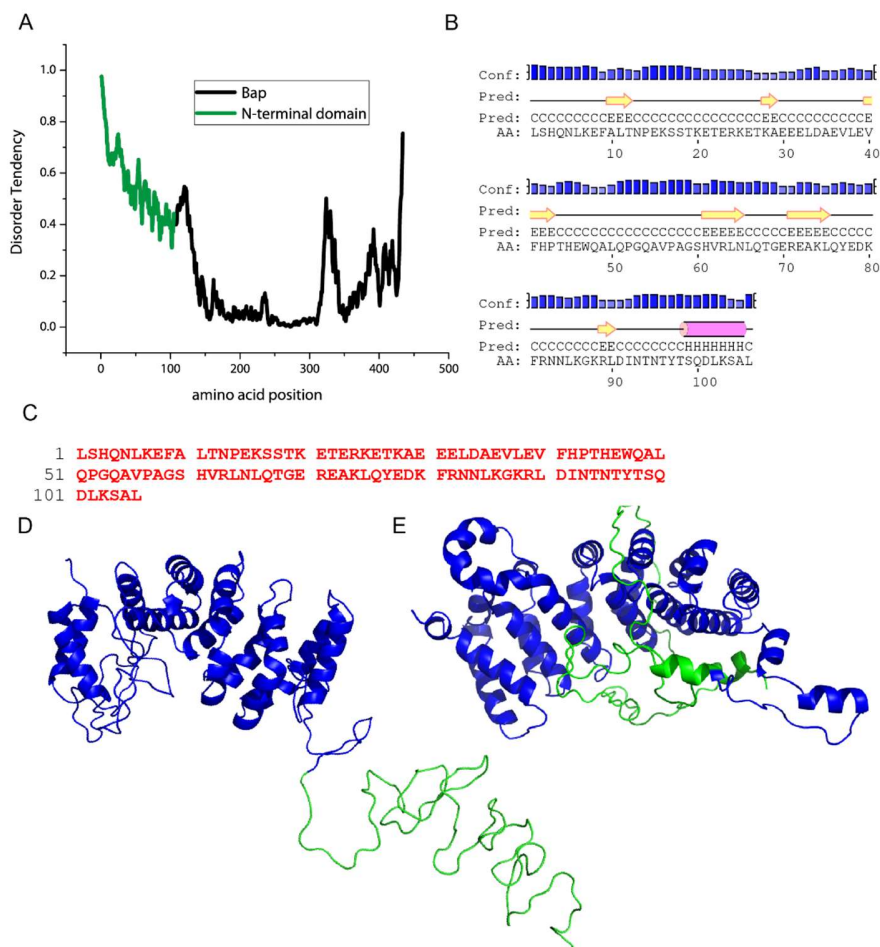 A
Disorder Tendency
1.0
0.8
0.6
0.4
0.2
0.0
Bap
N-terminal domain
0
100
200
300
400
500
amino acid position
B
Conf:
Pred:
Pred: CCCCCCCCCEEECCCCCCCCCCCCCCCEECCCCCCCCCCE
AA: LSHQNLKEFALTNPEKSSTKETERKETKAEEELDAEVLEV
10 20 30 40
Conf:
Pred:
Pred: EEECCCCCCCCCCCCCCCCCEEEEECCCCCEEEEECCCCC
AA: FHPTHEWQALQPGQAVPAGSHVRLNLQTGEREAKLQYEDK
50 60 70 80
Conf:
Pred:
Pred: CCCCCCCCEECCCCCCCCHHHHHHHC
AA: FRNNLKGKRLDINTNTYTSQDLKSAL
90 100
C
1 LSHQNLKEFA LTNPEKSSTK ETERKETKAE EELDAEVLEV FHPTHEWQAL
51 QPGQAVPAGS HVRLNLQTGE REAKLQYEDK FRNNLKGKRL DINTNTYTSQ
101 DLKSAL
D
E